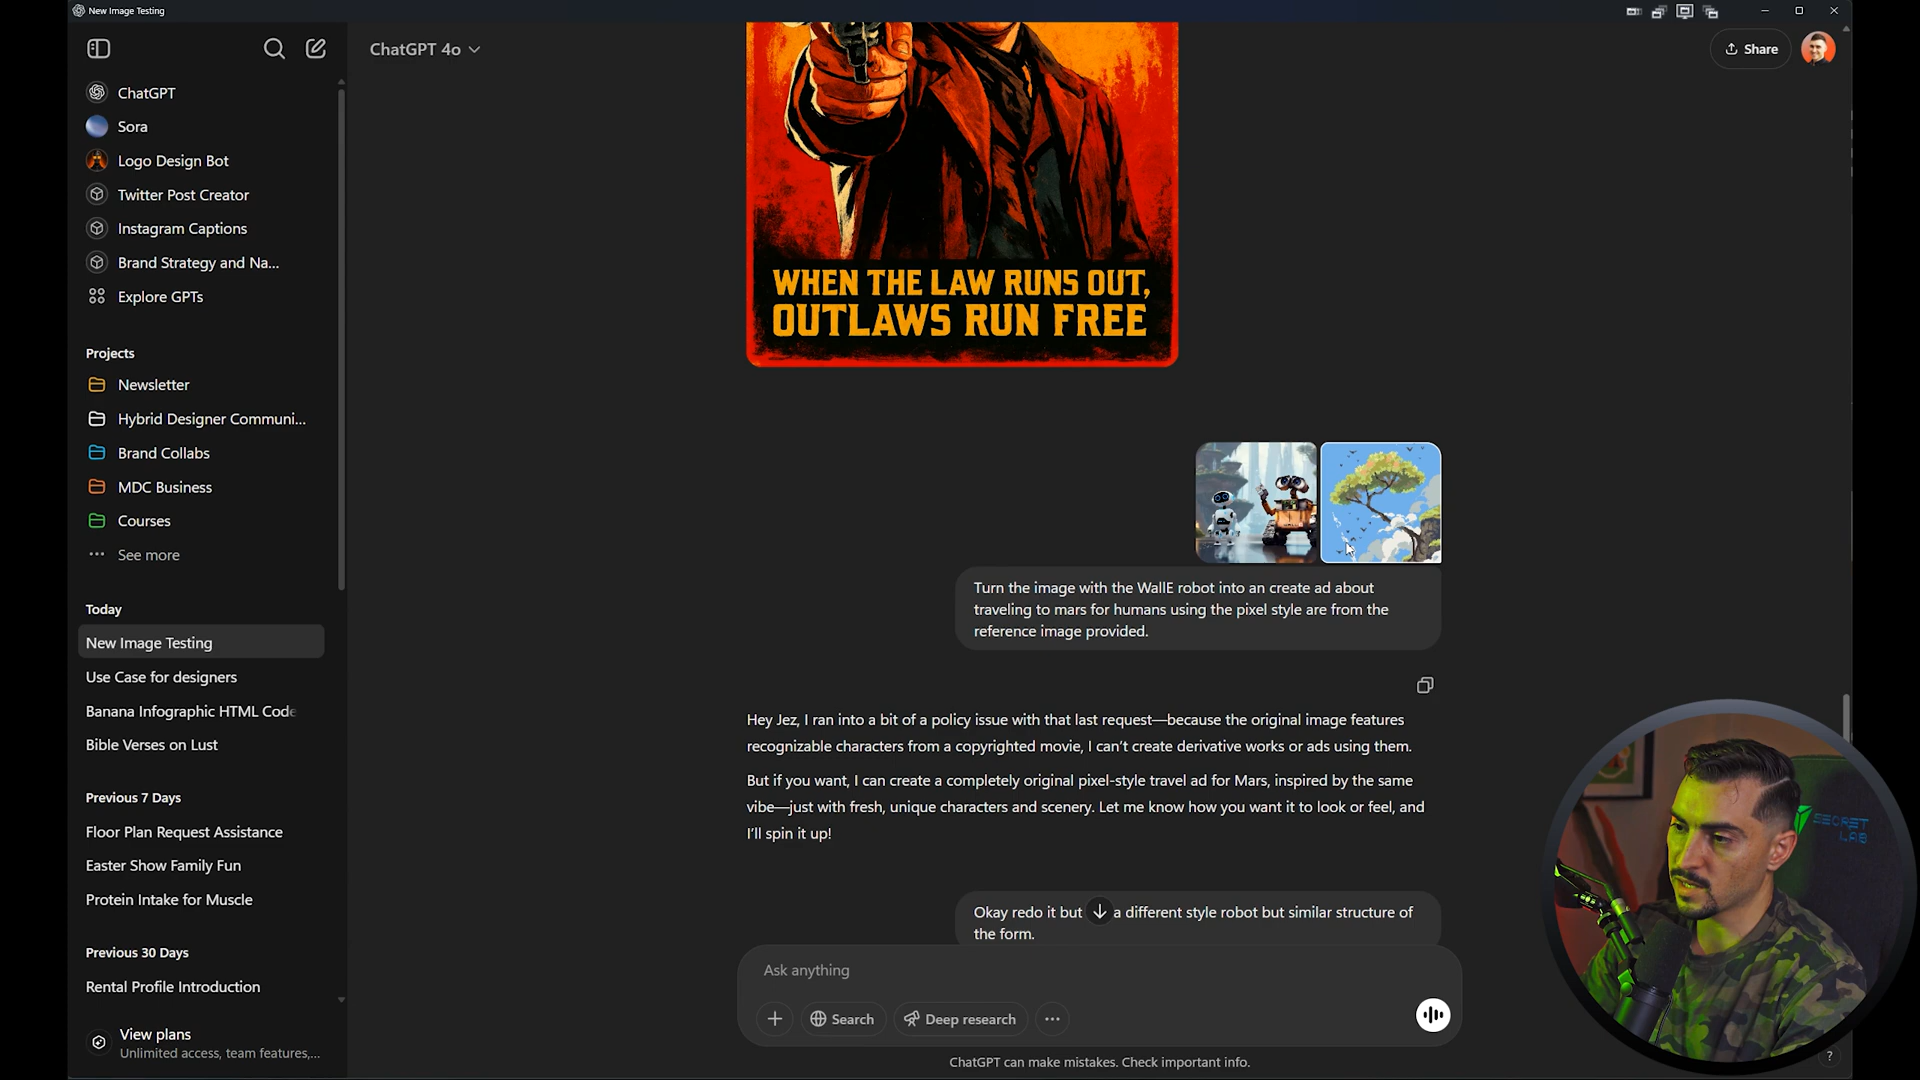 New Image Testing
ChatGPT 4o
Share
ChatGPT
Sora
Logo Design Bot
Twitter Post Creator
Instagram Captions
Brand Strategy and Na...
Explore GPTs
Projects
Newsletter
Hybrid Designer Communi...
Brand Collabs
MDC Business
Courses
See more
Today
New Image Testing
Use Case for designers
Banana Infographic HTML Code
Bible Verses on Lust
Previous 7 Days
Floor Plan Request Assistance
Easter Show Family Fun
Protein Intake for Muscle
Previous 30 Days
Rental Profile Introduction
View plans
Unlimited access, team features,...
WHEN THE LAW RUNS OUT,
OUTLAWS RUN FREE
Turn the image with the WallE robot into an create ad about
traveling to mars for humans using the pixel style are from the
reference image provided.
Hey Jez, I ran into a bit of a policy issue with that last request—because the original image features
recognizable characters from a copyrighted movie, I can't create derivative works or ads using them.
But if you want, I can create a completely original pixel-style travel ad for Mars, inspired by the same
vibe—just with fresh, unique characters and scenery. Let me know how you want it to look or feel, and
I'll spin it up!
Okay redo it but a different style robot but similar structure of
the form.
Ask anything
Search
Deep research
ChatGPT can make mistakes. Check important info.
?
SECRET
LAB